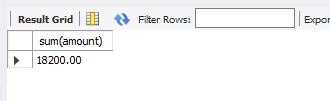 Result Grid Filter Rows: Expor
sum(amount)
18200.00